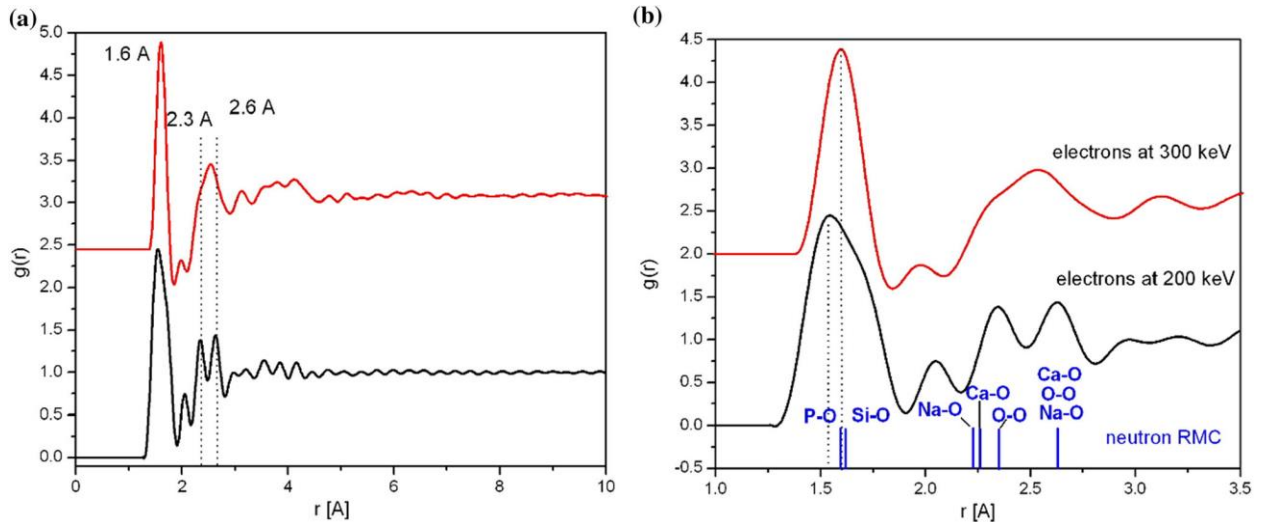 (a)
5.0
4.5
4.0
3.5
3.0
2.5
2.0
1.5
1.0
0.5
0.0
g(r)
1.6 A
2.3 A
2.6 A
0
2
4
6
8
10
r [A]
(b)
4.5
4.0
3.5
3.0
2.5
2.0
1.5
1.0
0.5
0.0
-0.5
g(r)
electrons at 300 keV
electrons at 200 keV
Ca-O
Ca-O
O-O
P-O
Si-O
Na-O
O-O
Na-O
neutron RMC
1.0
1.5
2.0
2.5
3.0
3.5
r [A]